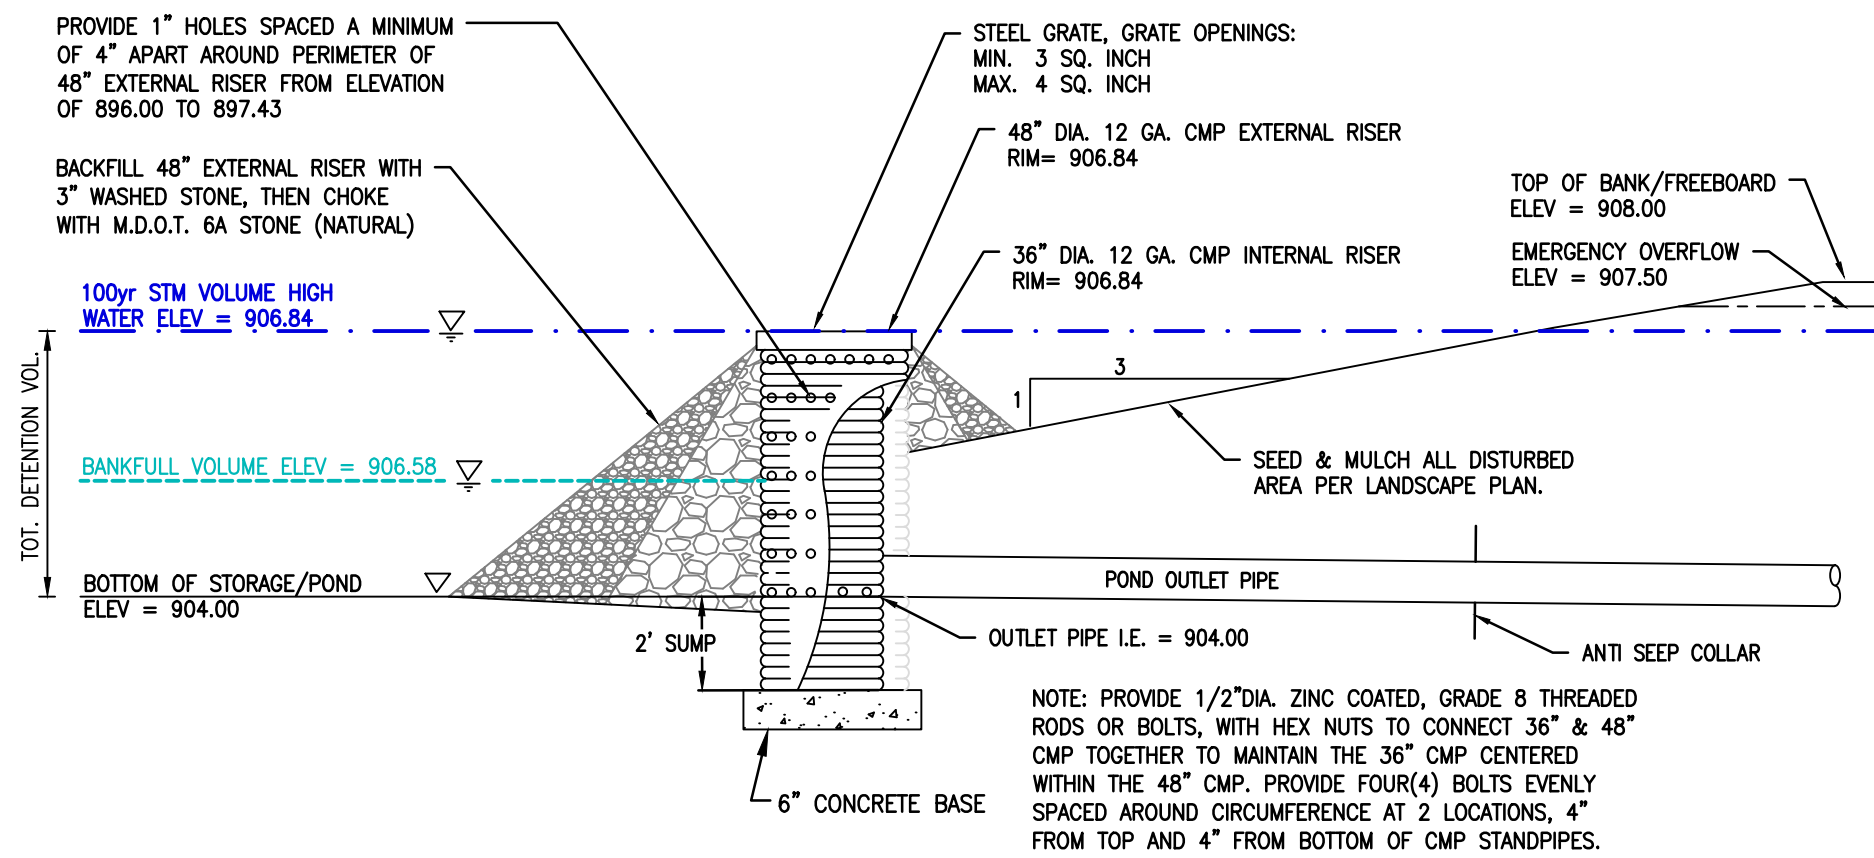 PROVIDE 1" HOLES SPACED A MINIMUM
OF 4" APART AROUND PERIMETER OF
48" EXTERNAL RISER FROM ELEVATION
OF 896.00 TO 897.43
BACKFILL 48" EXTERNAL RISER WITH
3" WASHED STONE, THEN CHOKE
WITH M.D.O.T. 6A STONE (NATURAL)
100yr STM VOLUME HIGH
WATER ELEV = 906.84
TOT. DETENTION VOL.
BANKFULL VOLUME ELEV = 906.58
BOTTOM OF STORAGE/POND
ELEV = 904.00
2' SUMP
6" CONCRETE BASE
STEEL GRATE, GRATE OPENINGS:
MIN. 3 SQ. INCH
MAX. 4 SQ. INCH
48" DIA. 12 GA. CMP EXTERNAL RISER
RIM= 906.84
36" DIA. 12 GA. CMP INTERNAL RISER
RIM= 906.84
TOP OF BANK/FREEBOARD
ELEV = 908.00
EMERGENCY OVERFLOW
ELEV = 907.50
3
1
SEED & MULCH ALL DISTURBED
AREA PER LANDSCAPE PLAN.
POND OUTLET PIPE
OUTLET PIPE I.E. = 904.00
ANTI SEEP COLLAR
NOTE: PROVIDE 1/2"DIA. ZINC COATED, GRADE 8 THREADED
RODS OR BOLTS, WITH HEX NUTS TO CONNECT 36" & 48"
CMP TOGETHER TO MAINTAIN THE 36" CMP CENTERED
WITHIN THE 48" CMP. PROVIDE FOUR(4) BOLTS EVENLY
SPACED AROUND CIRCUMFERENCE AT 2 LOCATIONS, 4"
FROM TOP AND 4" FROM BOTTOM OF CMP STANDPIPES.